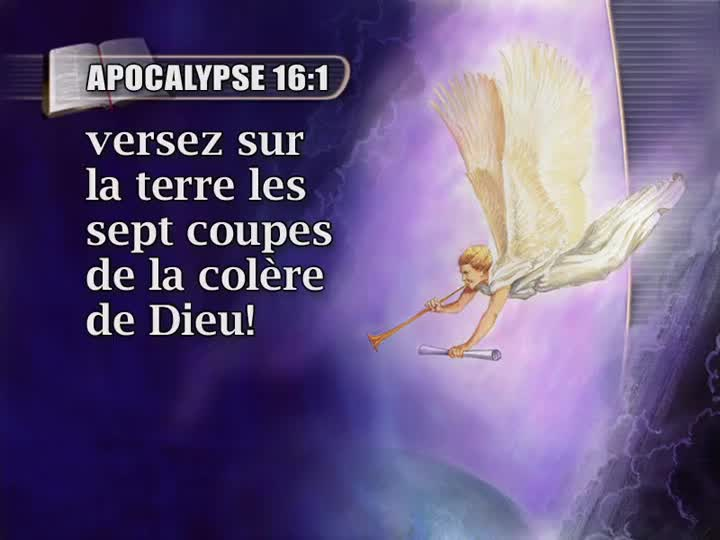 APOCALYPSE 16:1
versez sur
la terre les
sept coupes
de la colère
de Dieu!